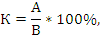 К = А/В * 100%,